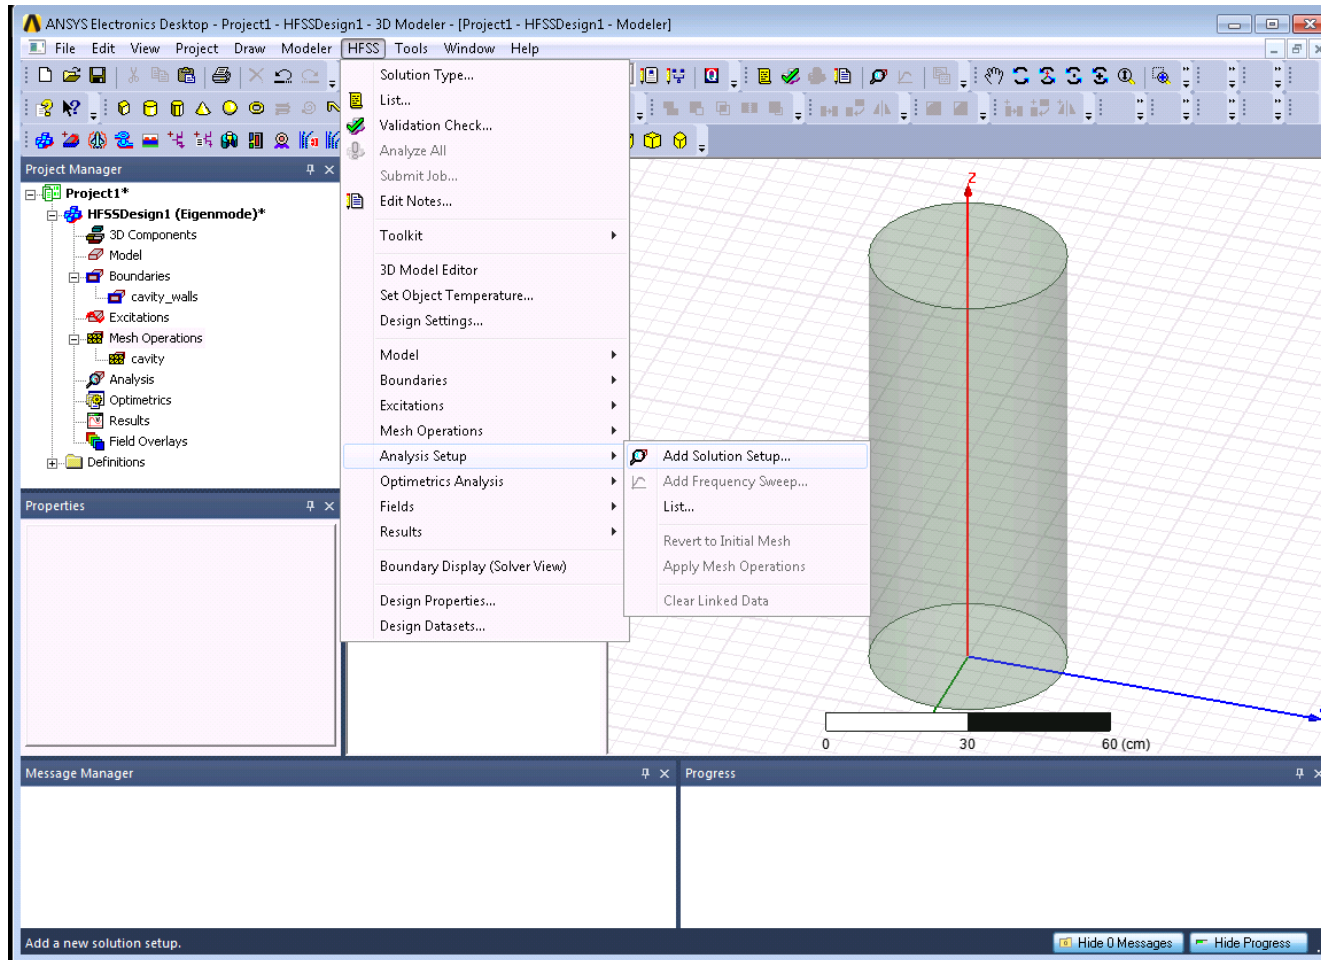 ANSYS Electronics Desktop - Project1 - HFSSDesign1 - 3D Modeler - [Project1 - HFSSDesign1 - Modeler]
File Edit View Project Draw Modeler HFSS Tools Window Help
Solution Type...
List...
Validation Check...
Analyze All
Submit Job...
Edit Notes...
Toolkit
3D Model Editor
Set Object Temperature...
Design Settings...
Model
Boundaries
Excitations
Mesh Operations
Analysis Setup
Optimetrics Analysis
Fields
Results
Boundary Display (Solver View)
Design Properties...
Design Datasets...
Add Solution Setup...
Add Frequency Sweep...
List...
Revert to Initial Mesh
Apply Mesh Operations
Clear Linked Data
Project Manager
Project1*
HFSSDesign1 (Eigenmode)*
3D Components
Model
Boundaries
cavity_walls
Excitations
Mesh Operations
cavity
Analysis
Optimetrics
Results
Field Overlays
Definitions
Properties
Z
0 30 60 (cm)
Message Manager
Progress
Add a new solution setup.
Hide 0 Messages
Hide Progress